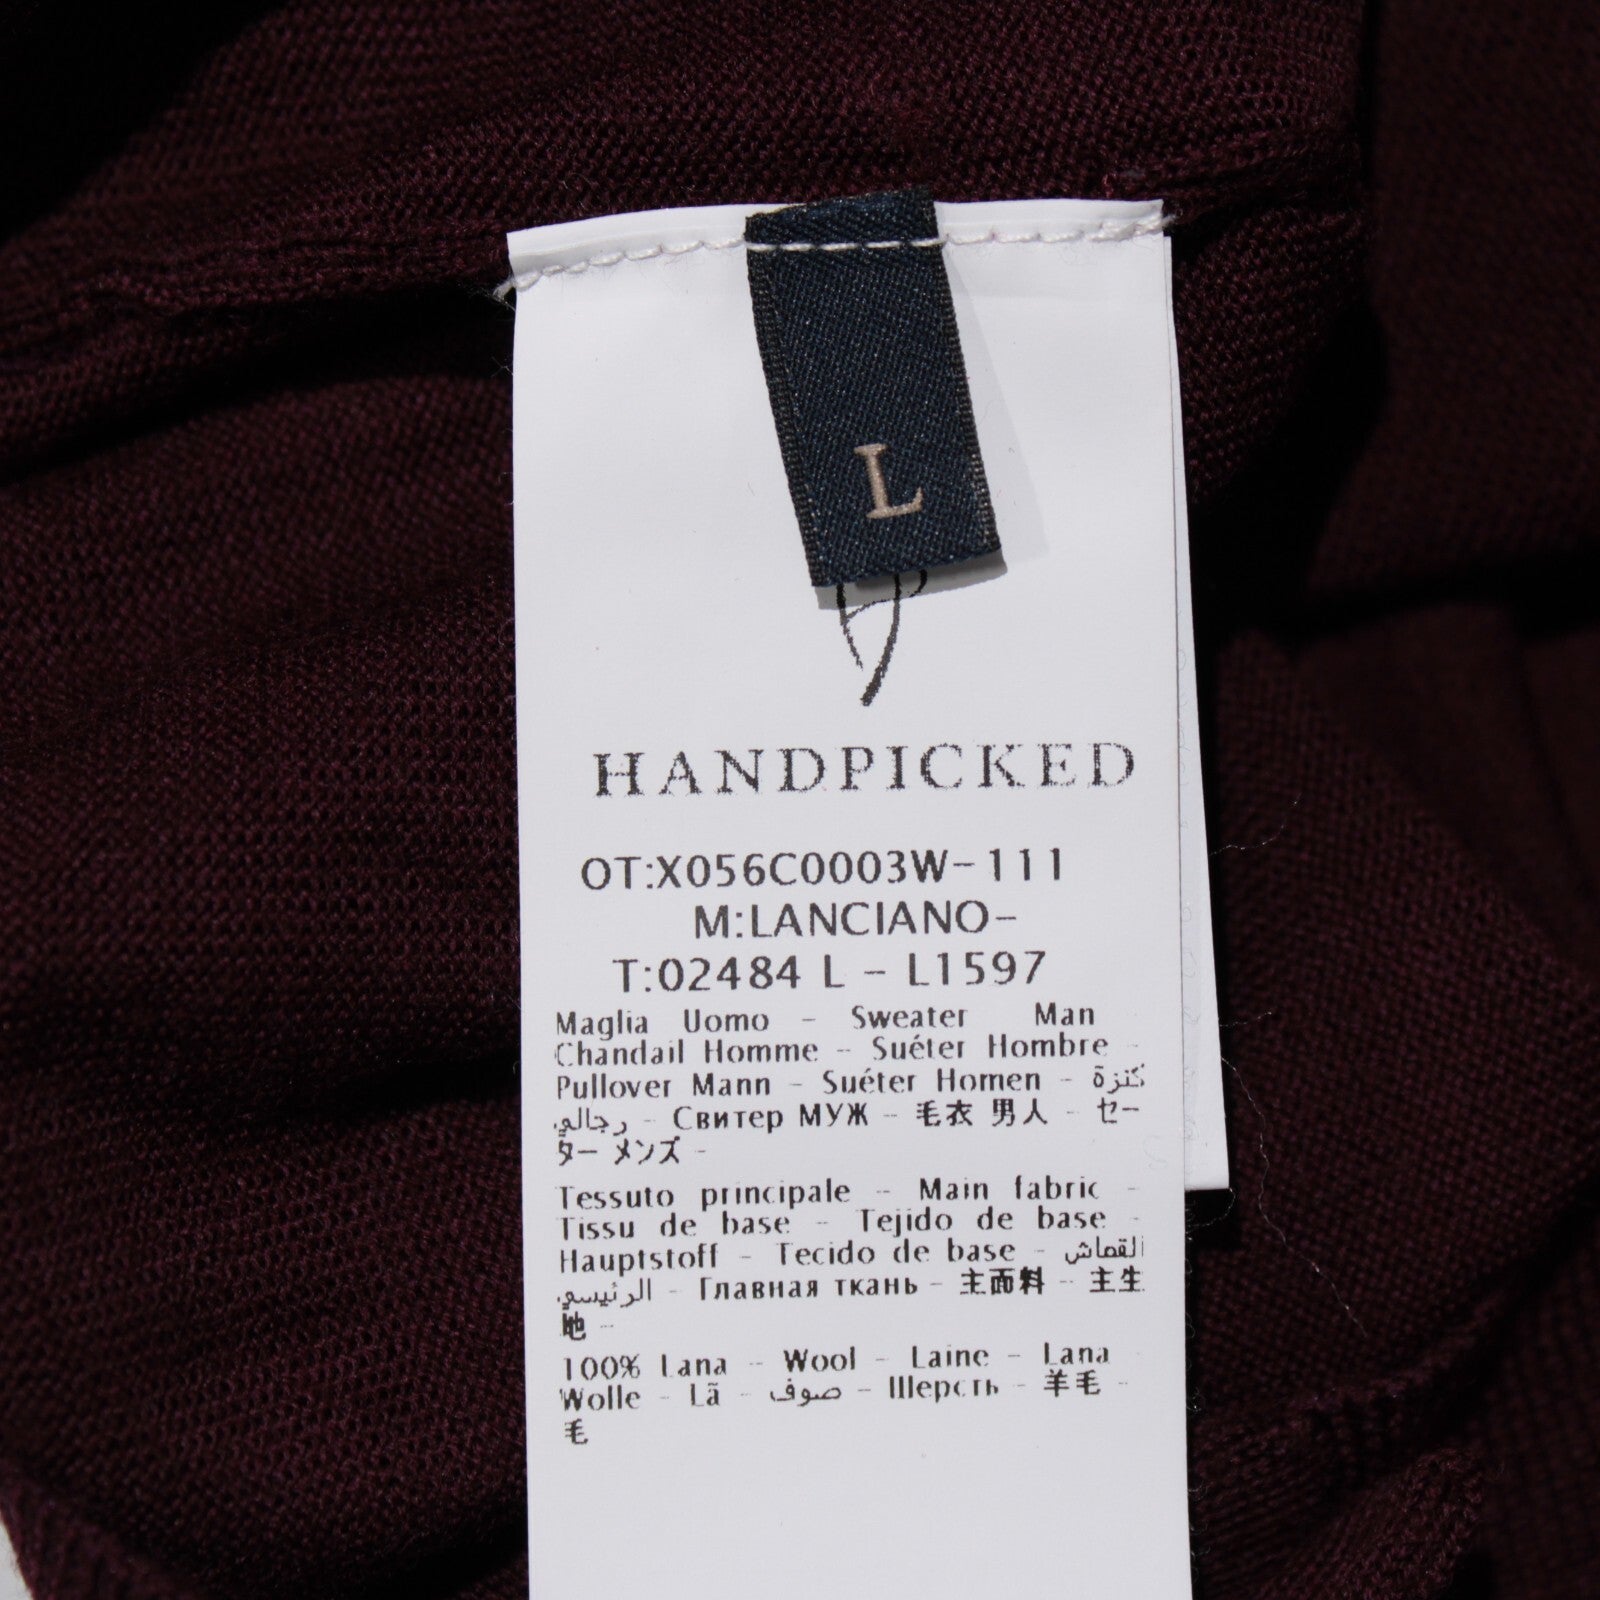 L
HANDPICKED
OT:X056C0003W-111
M:LANCIANO-
T:02484 L - L1597
Maglia Uomo - Sweater Man
Chandail Homme - Suéter Hombre -
Pullover Mann - Suéter Homen - كنزة
رجالي - Свитер МУЖ - 毛衣 男人 - セー
ター メンズ -
Tessuto principale - Main fabric -
Tissu de base - Tejido de base -
Hauptstoff - Tecido de base - القماش
الرئيسي - Главная ткань - 主面料 - 主生
地 -
100% Lana - Wool - Laine - Lana
Wolle - Lã - صوف - Шерсть - 羊毛 -
毛